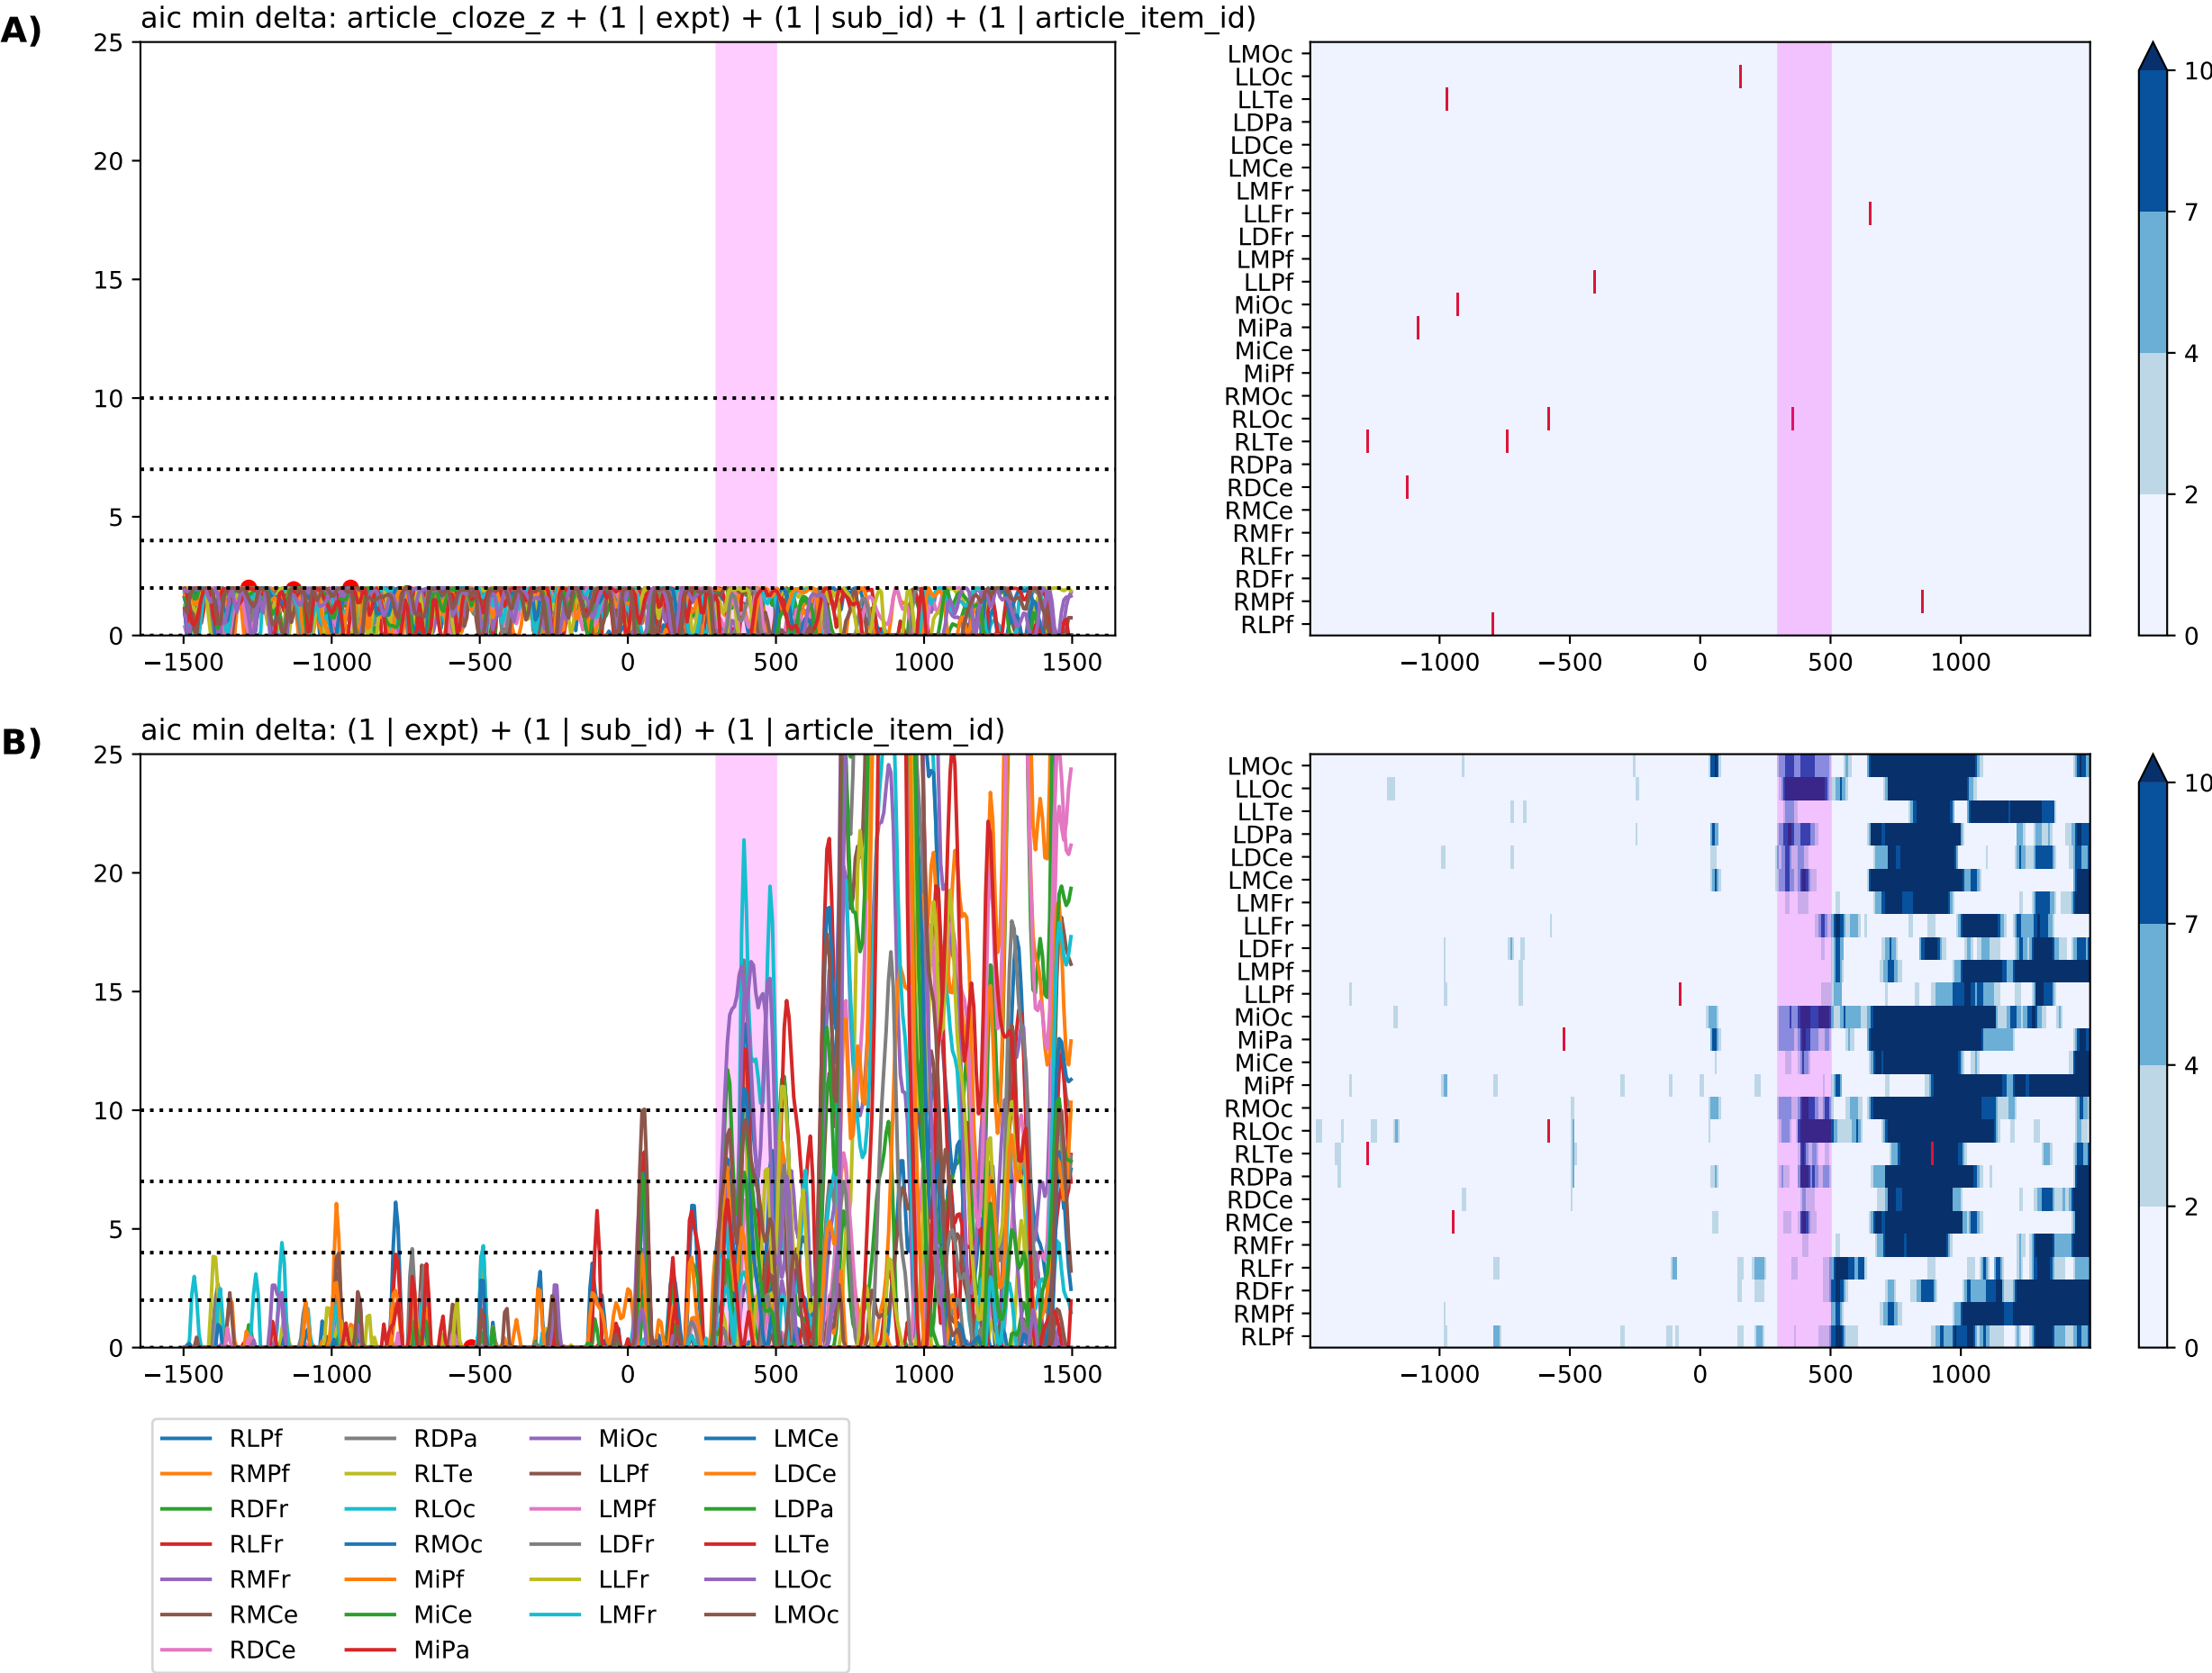 A)
aic min delta: article_cloze_z + (1 | expt) + (1 | sub_id) + (1 | article_item_id)
25
20
15
10
5
0
−1500 −1000 −500 0 500 1000 1500
LMOc
LLOc
LLTe
LDPa
LDCe
LMCe
LMFr
LLFr
LDFr
LMPf
LLPf
MiOc
MiPa
MiCe
MiPf
RMOc
RLOc
RLTe
RDPa
RDCe
RMCe
RMFr
RLFr
RDFr
RMPf
RLPf
−1000 −500 0 500 1000
10
7
4
2
0
B)
aic min delta: (1 | expt) + (1 | sub_id) + (1 | article_item_id)
25
20
15
10
5
0
−1500 −1000 −500 0 500 1000 1500
LMOc
LLOc
LLTe
LDPa
LDCe
LMCe
LMFr
LLFr
LDFr
LMPf
LLPf
MiOc
MiPa
MiCe
MiPf
RMOc
RLOc
RLTe
RDPa
RDCe
RMCe
RMFr
RLFr
RDFr
RMPf
RLPf
−1000 −500 0 500 1000
10
7
4
2
0
RLPf RDPa MiOc LMCe
RMPf RLTe LLPf LDCe
RDFr RLOc LMPf LDPa
RLFr RMOc LDFr LLTe
RMFr MiPf LLFr LLOc
RMCe MiCe LMFr LMOc
RDCe MiPa